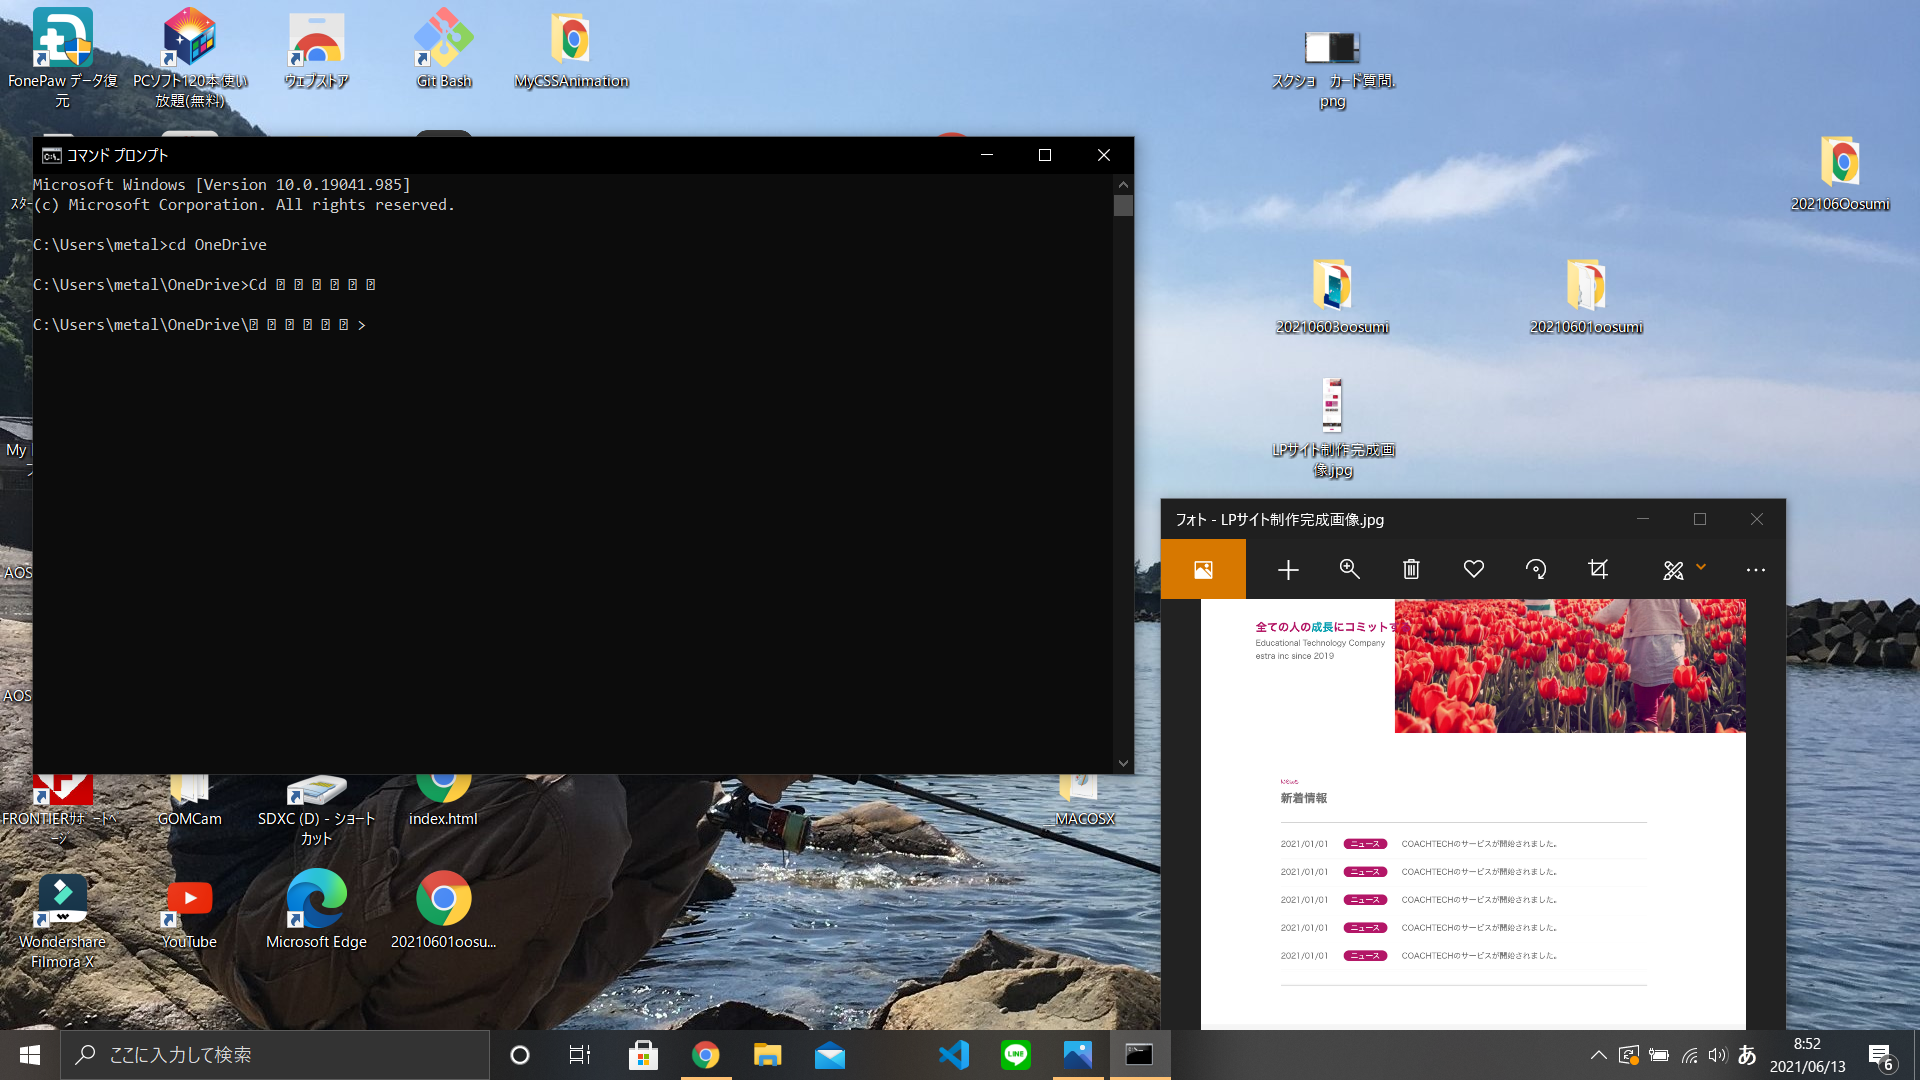 FonePaw データ復
元
PCソフト120本 使い
放題(無料)
ウェブストア
Git Bash
MyCSSAnimation
スクショ　カード質問.
png
コマンド プロンプト
Microsoft Windows [Version 10.0.19041.985]
(c) Microsoft Corporation. All rights reserved.
C:\Users\metal>cd OneDrive
C:\Users\metal\OneDrive>Cd
C:\Users\metal\OneDrive\ >
スター
My
AOS
AOS
202106Oosumi
20210603oosumi
20210601oosumi
LPサイト制作完成画
像.jpg
フォト - LPサイト制作完成画像.jpg
全ての人の成長にコミットす
Educational Technology Company
estra inc since 2019
News
新着情報
2021/01/01 ニュース COACHTECHのサービスが開始されました。
2021/01/01 ニュース COACHTECHのサービスが開始されました。
2021/01/01 ニュース COACHTECHのサービスが開始されました。
2021/01/01 ニュース COACHTECHのサービスが開始されました。
2021/01/01 ニュース COACHTECHのサービスが開始されました。
FRONTIERサポートペ
ージ
GOMCam
SDXC (D) - ショート
カット
index.html
MACOSX
Wondershare
Filmora X
YouTube
Microsoft Edge
20210601oosu...
ここに入力して検索
LINE
あ
8:52
2021/06/13
6